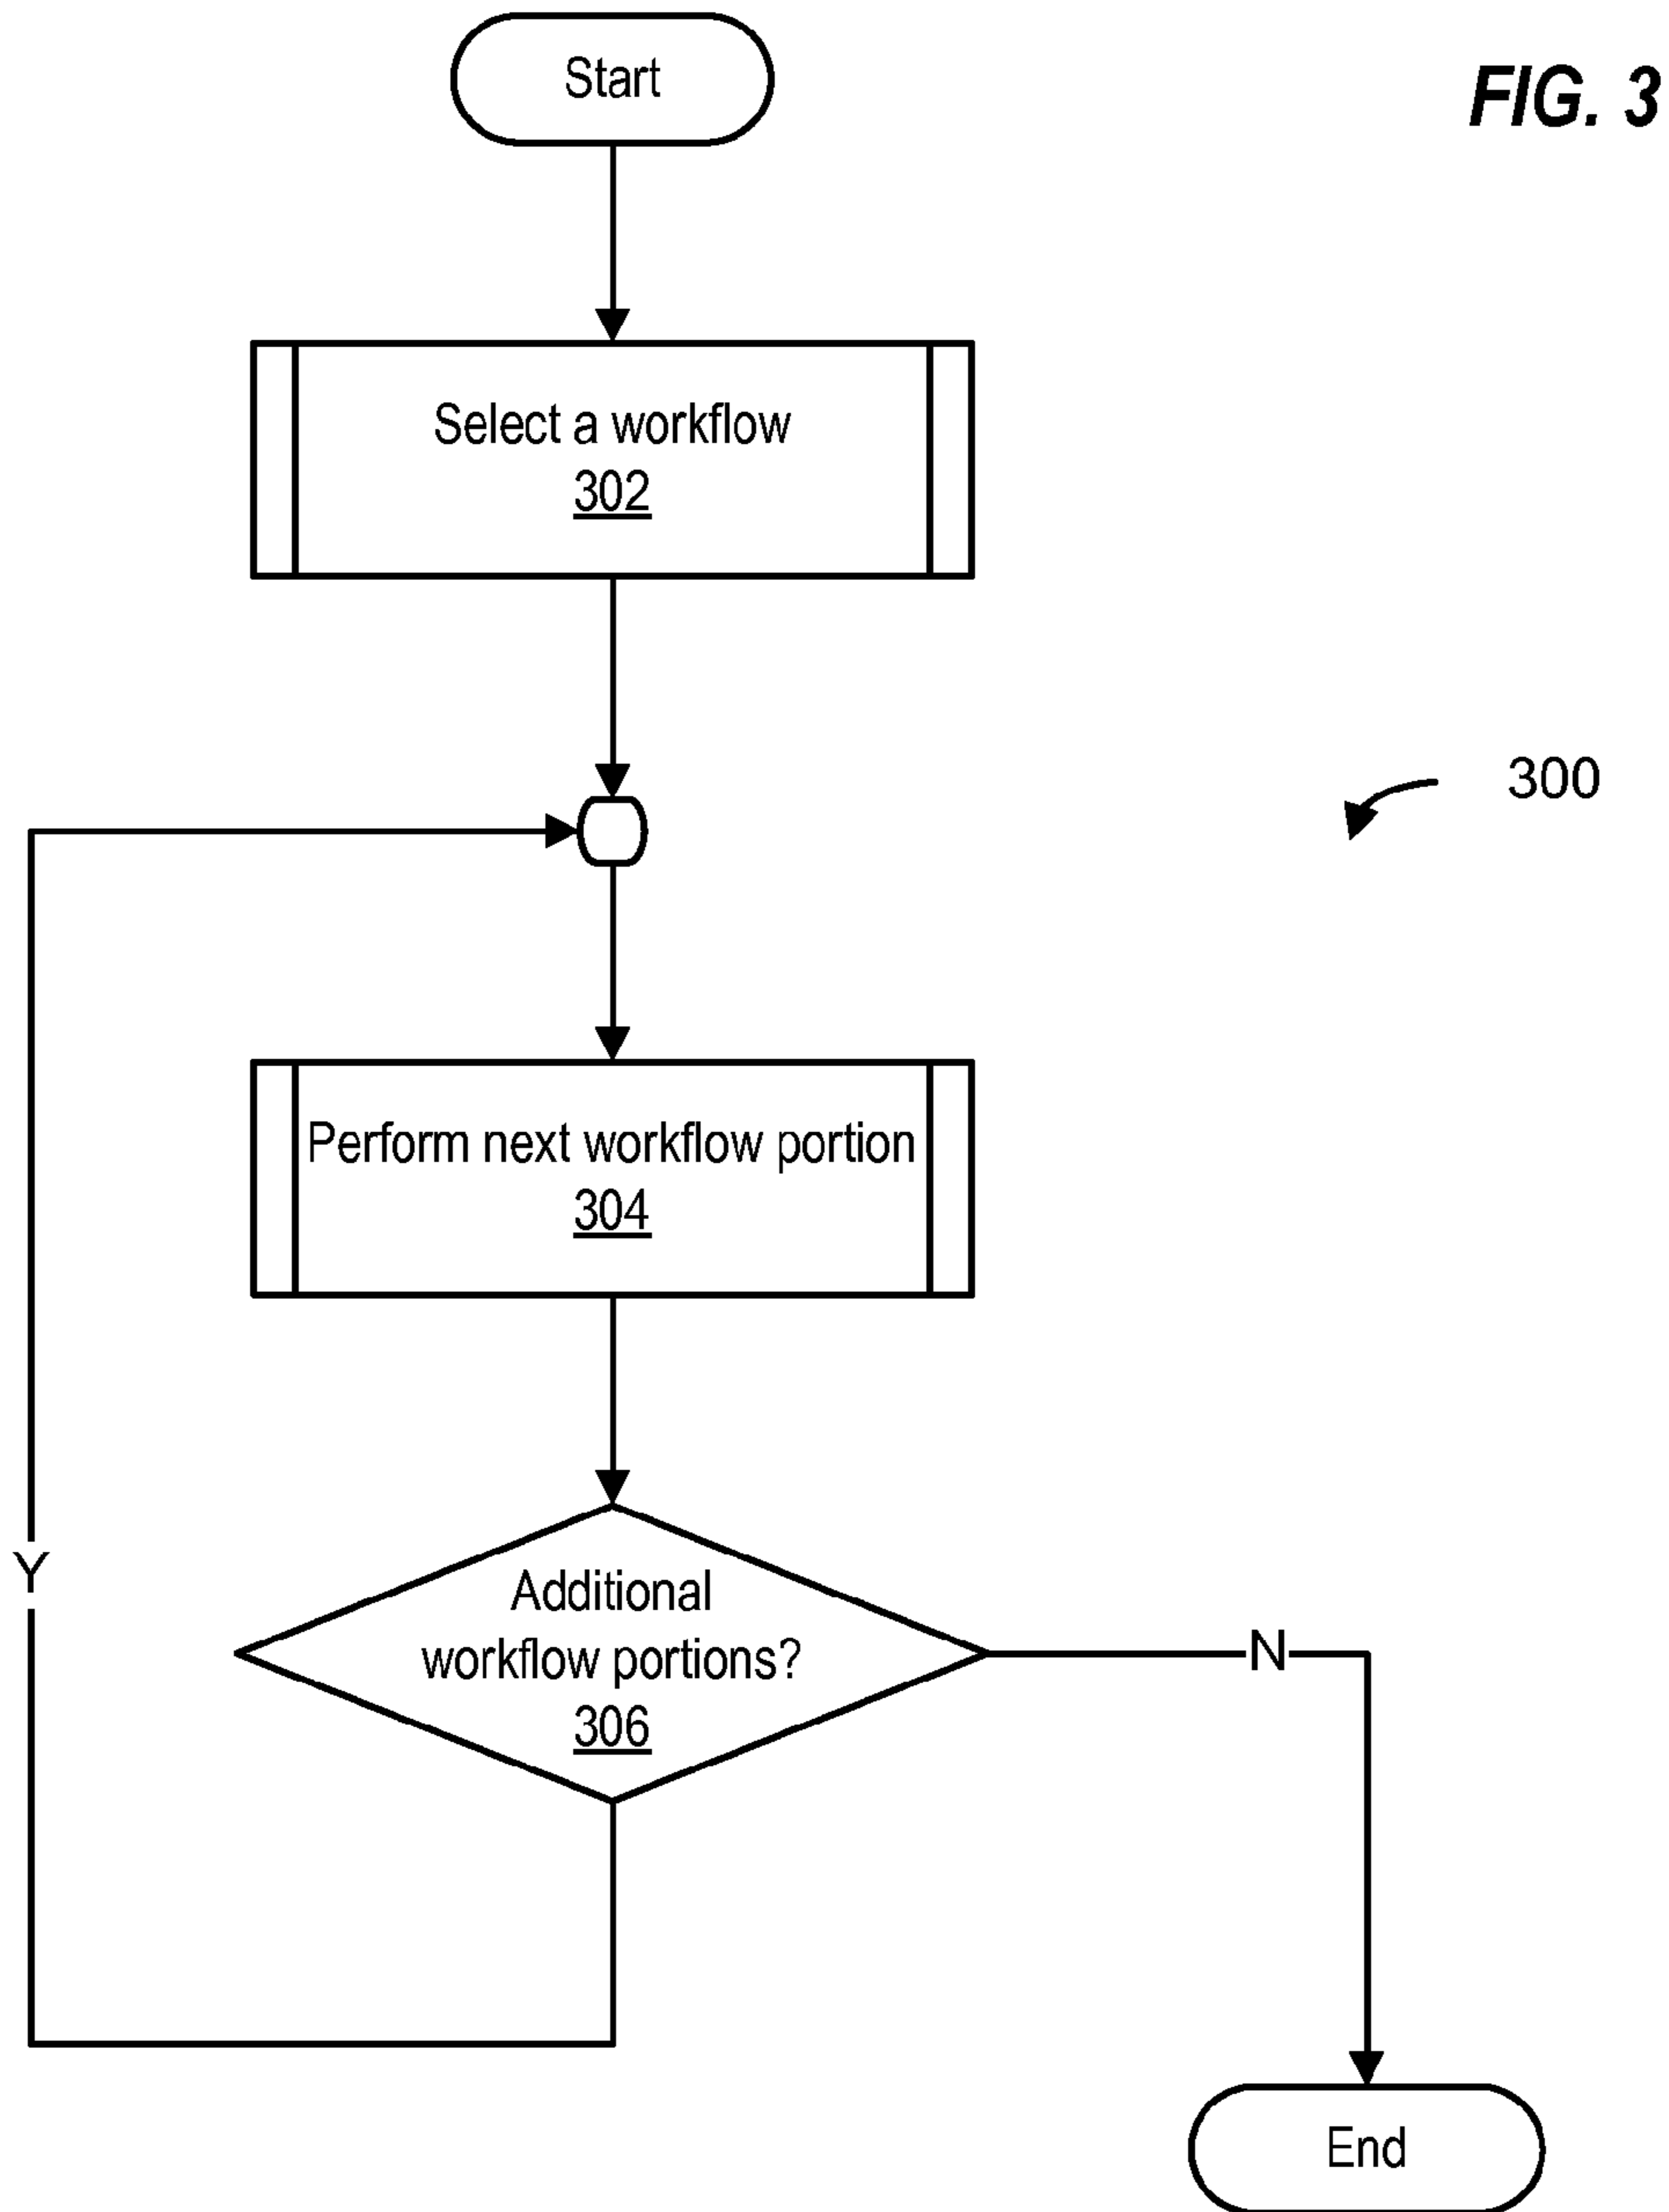 FIG. 3
Start
Select a workflow
302
300
Perform next workflow portion
304
Y
Additional
workflow portions?
306
N
End